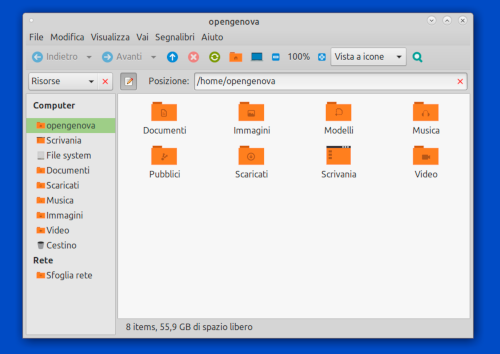 opengenova
File Modifica Visualizza Vai Segnalibri Aiuto
Indietro Avanti 100% Vista a icone
Risorse Posizione: /home/opengenova
Computer
opengenova
Scrivania
File system
Documenti
Scaricati
Musica
Immagini
Video
Cestino
Rete
Sfoglia rete
Documenti Immagini Modelli Musica
Pubblici Scaricati Scrivania Video
8 items, 55,9 GB di spazio libero